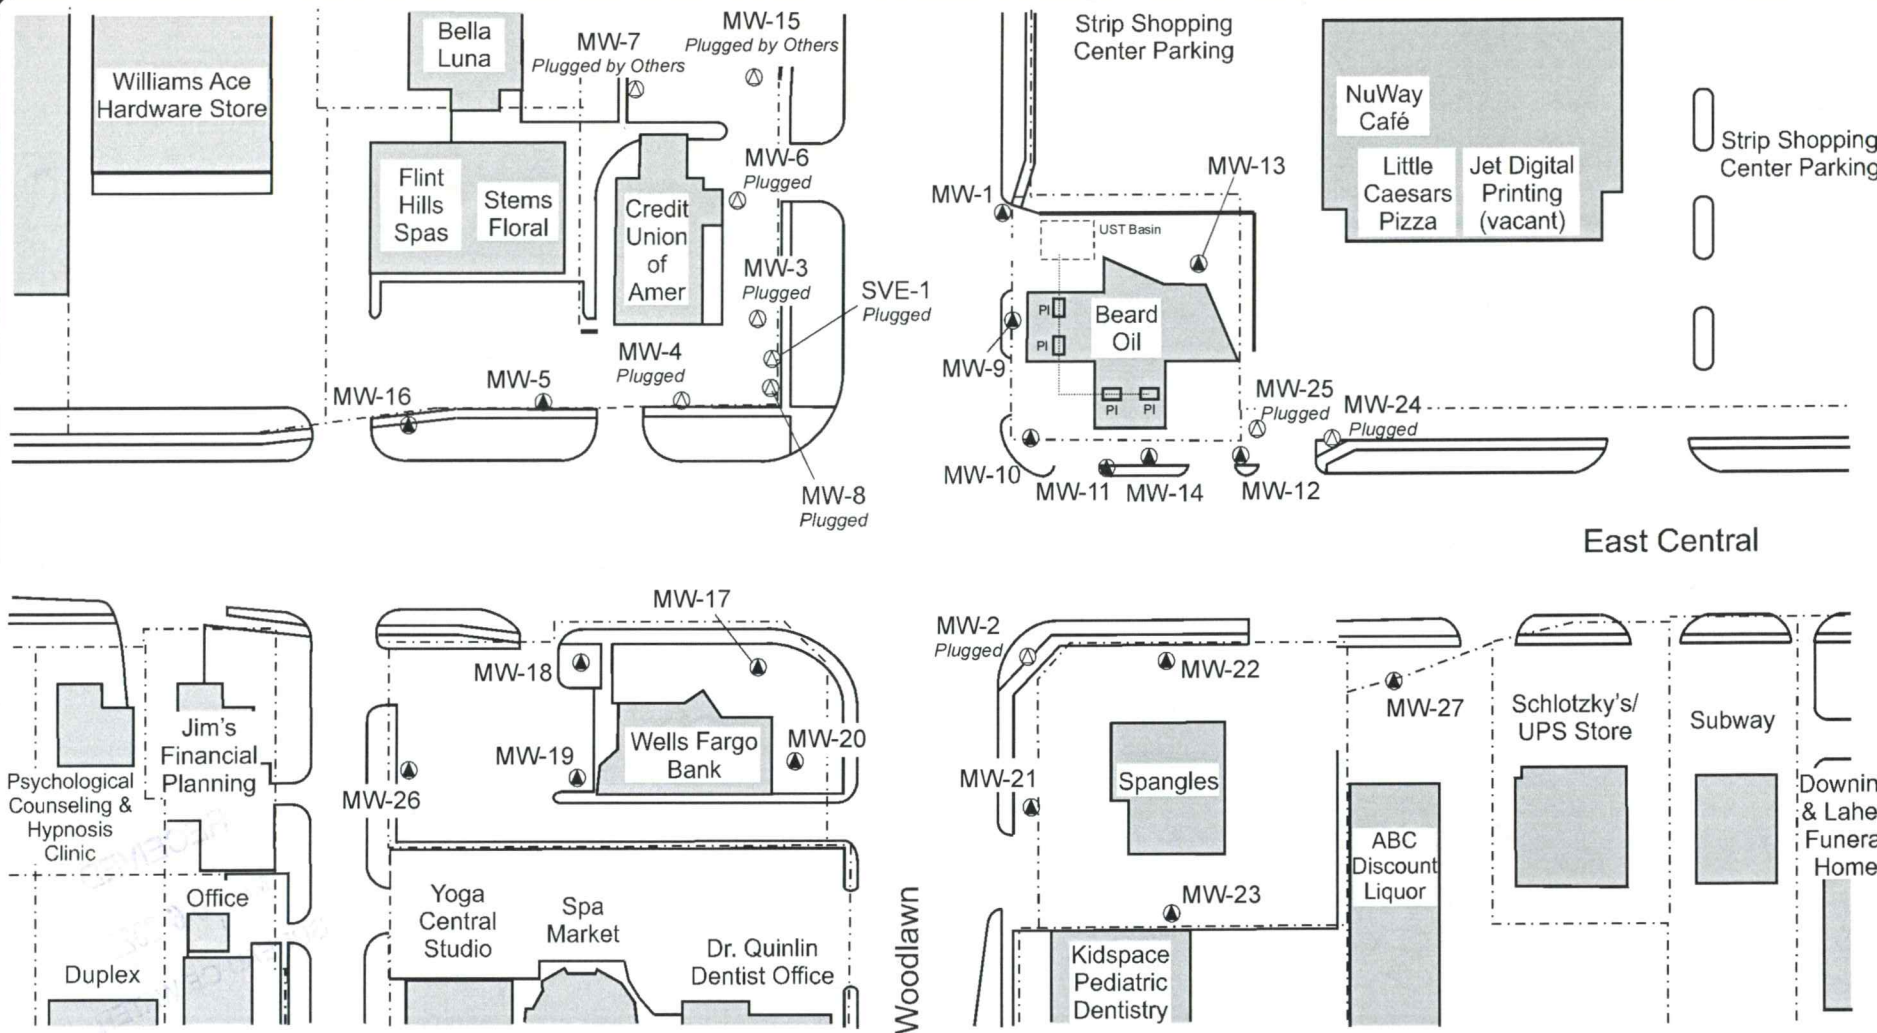 Williams Ace
Hardware Store
Bella
Luna
MW-7
Plugged by Others
MW-15
Plugged by Others
Flint
Hills
Spas
Stems
Floral
Credit
Union
of
Amer
MW-6
Plugged
MW-3
Plugged
SVE-1
Plugged
MW-4
Plugged
MW-5
MW-16
MW-8
Plugged
Strip Shopping
Center Parking
MW-1
UST Basin
MW-13
PI
PI
PI
PI
Beard
Oil
MW-9
MW-10
MW-11
MW-14
MW-12
MW-25
Plugged
MW-24
Plugged
NuWay
Café
Little
Caesars
Pizza
Jet Digital
Printing
(vacant)
Strip Shopping
Center Parking
East Central
Psychological
Counseling &
Hypnosis
Clinic
Jim's
Financial
Planning
Office
Duplex
MW-17
MW-18
MW-19
Wells Fargo
Bank
MW-20
MW-26
Yoga
Central
Studio
Spa
Market
Dr. Quinlin
Dentist Office
Woodlawn
MW-2
Plugged
MW-22
MW-21
Spangles
MW-23
Kidspace
Pediatric
Dentistry
MW-27
ABC
Discount
Liquor
Schlotzky's/
UPS Store
Subway
Downin
& Lahe
Funera
Home